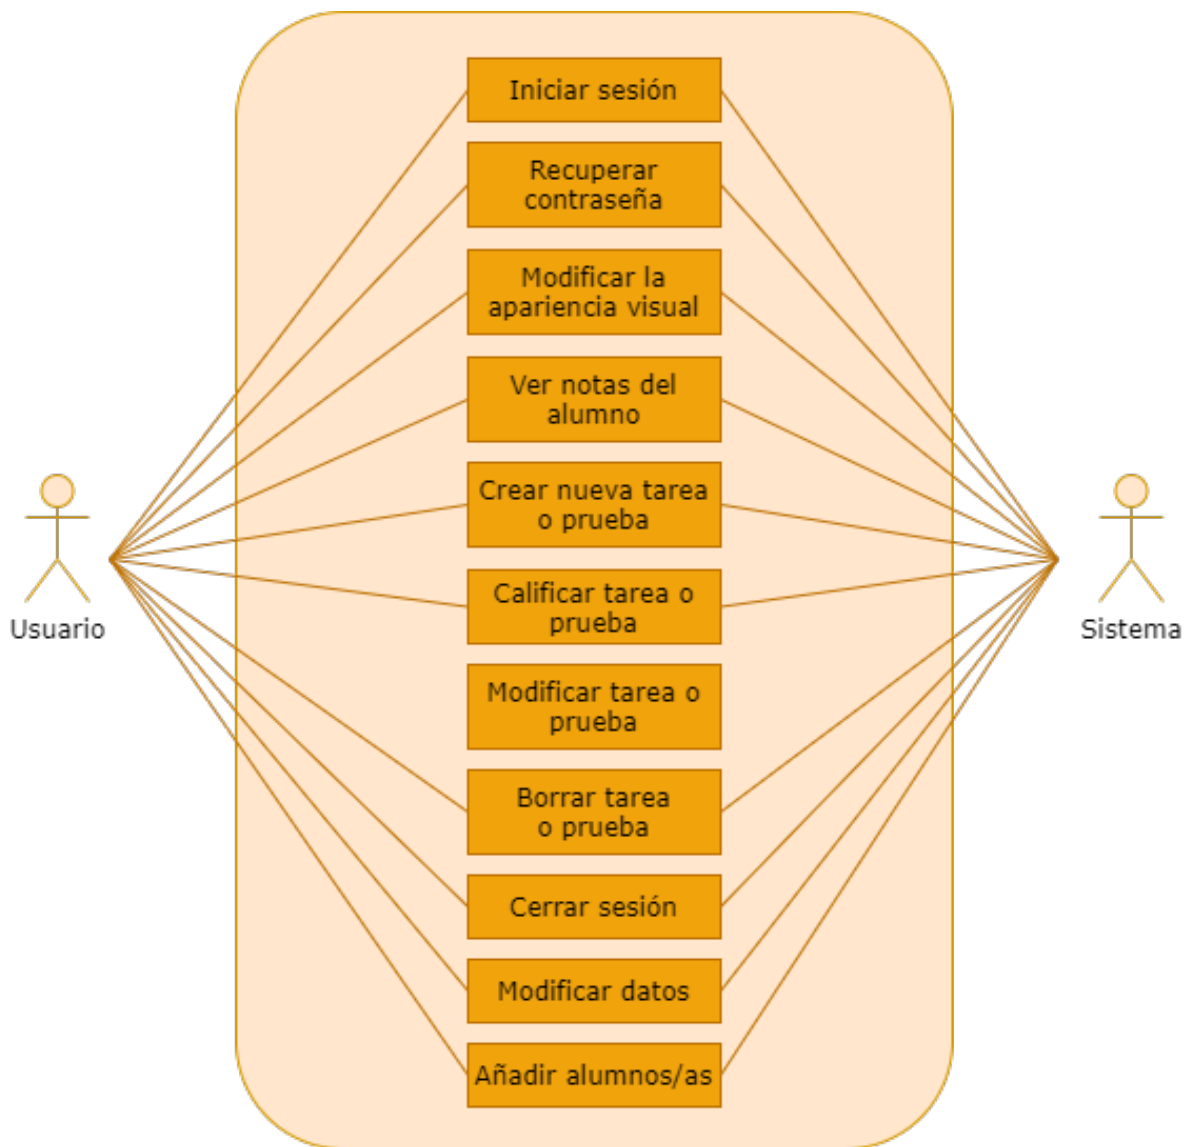 Iniciar sesión
Recuperar
contraseña
Modificar la
apariencia visual
Ver notas del
alumno
Crear nueva tarea
o prueba
Calificar tarea o
prueba
Usuario
Sistema
Modificar tarea o
prueba
Borrar tarea
o prueba
Cerrar sesión
Modificar datos
Añadir alumnos/as